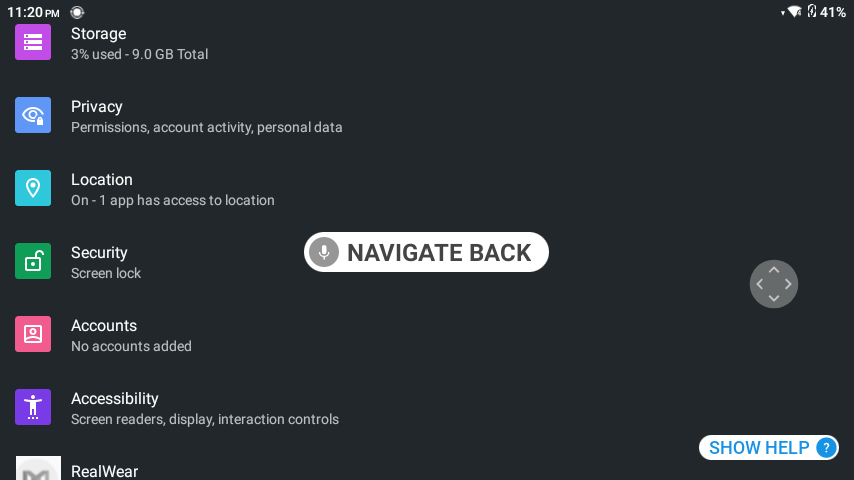 11:20 PM
41%
Storage
3% used - 9.0 GB Total
Privacy
Permissions, account activity, personal data
Location
On - 1 app has access to location
NAVIGATE BACK
Security
Screen lock
Accounts
No accounts added
Accessibility
Screen readers, display, interaction controls
SHOW HELP ?
RealWear